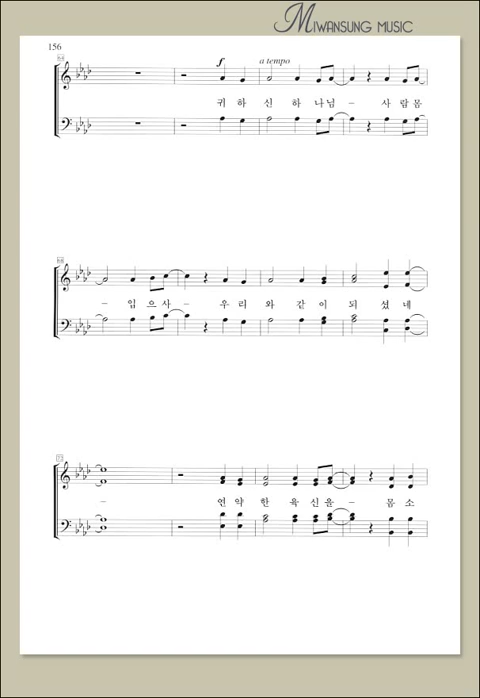 MIWANSUNG MUSIC
156
f a tempo
귀 하 신 하 나 님 – 사 람 몸
– 입 으 사 – 우 리 와 같 이 되 셨 네
– 연 약 한 육 신 을 – 몸 소